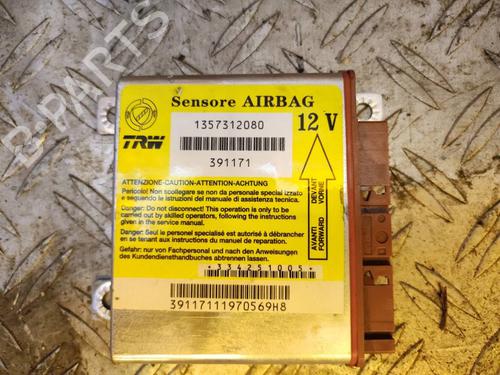 B-PARTS
Sensore AIRBAG
1357312080
12 V
TRW
391171
ATTENZIONE-CAUTION-ATTENTION-ACHTUNG
Pericolo! Non scollegare se non da personale specializzato
e seguendo le istruzioni del manuale di assistenza tecnica.
Danger: Do not disconnect! This operation is only to be
carried out by skilled operators, following the instructions
given in the service manual.
Danger: Seul le personel specialisé est autorisé à débrancher
en se tenant aux instructions du manuel de reparation.
Gefahr: nur von Fachpersonal und nach den Anweisungen
des Kundendiensthandbuches abtrennen lassen.
AVANTI
FORWARD
DEVANT
VORNE
*334251005*
39117111970569H8